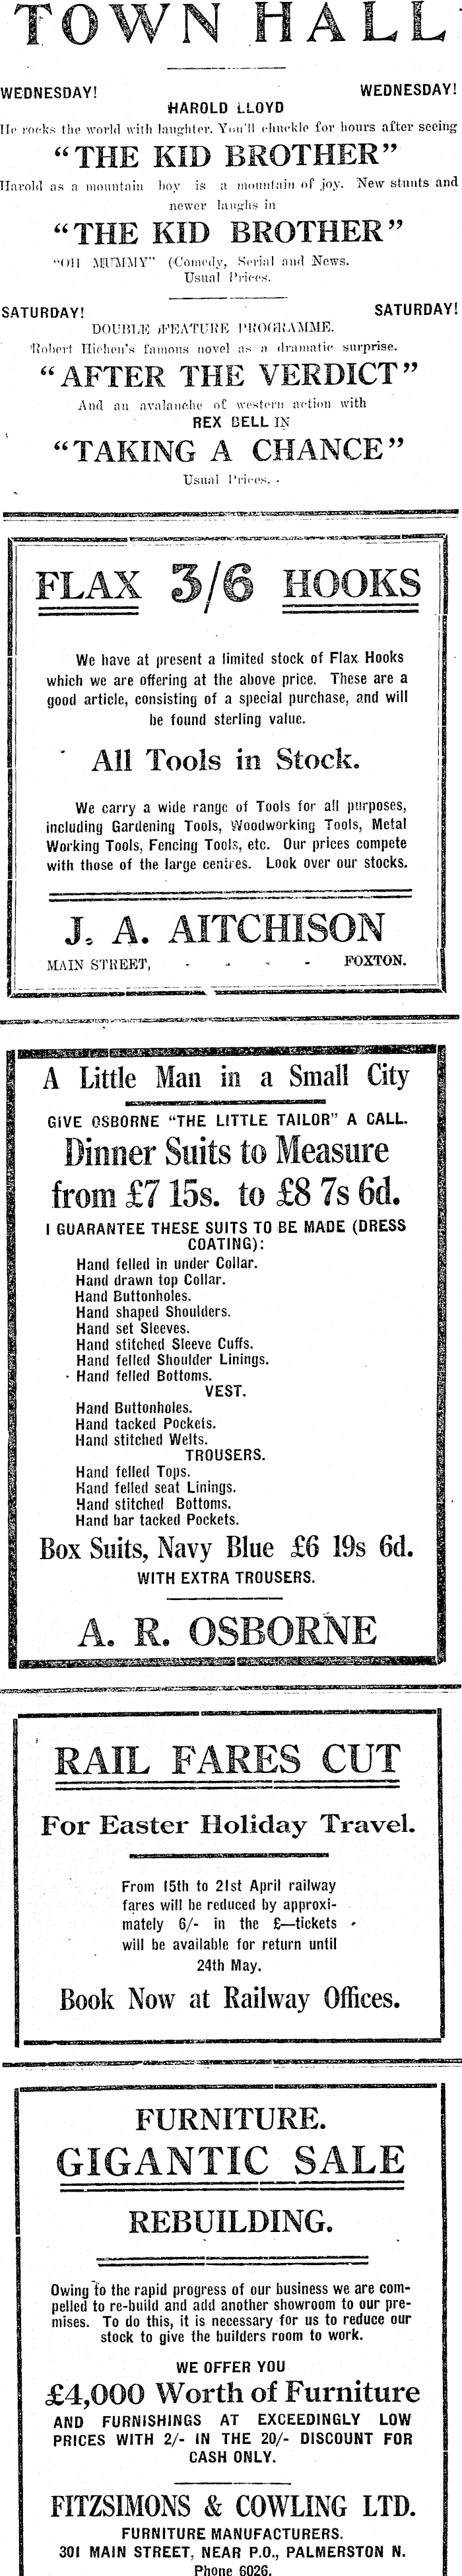 TOWN HALL
WEDNESDAY! WEDNESDAY!
HAROLD LLOYD
He rocks the world with laughter. You'll chuckle for hours after seeing
"THE KID BROTHER"
Harold as a mountain boy is a mountain of joy. New stunts and
newer laughs in
"THE KID BROTHER"
"OH MUMMY" (Comedy, Serial and News.
Usual Prices.
SATURDAY! SATURDAY!
DOUBLE FEATURE PROGRAMME.
Robert Hichen's famous novel as a dramatic surprise.
"AFTER THE VERDICT"
And an avalanche of western action with
REX BELL IN
"TAKING A CHANCE"
Usual Prices.
FLAX 3/6 HOOKS
We have at present a limited stock of Flax Hooks
which we are offering at the above price. These are a
good article, consisting of a special purchase, and will
be found sterling value.
All Tools in Stock.
We carry a wide range of Tools for all purposes,
including Gardening Tools, Woodworking Tools, Metal
Working Tools, Fencing Tools, etc. Our prices compete
with those of the large centres. Look over our stocks.
J. A. AITCHISON
MAIN STREET, - - - - FOXTON.
A Little Man in a Small City
GIVE OSBORNE "THE LITTLE TAILOR" A CALL.
Dinner Suits to Measure
from £7 15s. to £8 7s 6d.
I GUARANTEE THESE SUITS TO BE MADE (DRESS
COATING):
Hand felled in under Collar.
Hand drawn top Collar.
Hand Buttonholes.
Hand shaped Shoulders.
Hand set Sleeves.
Hand stitched Sleeve Cuffs.
Hand felled Shoulder Linings.
Hand felled Bottoms.
VEST.
Hand Buttonholes.
Hand tacked Pockets.
Hand stitched Welts.
TROUSERS.
Hand felled Tops.
Hand felled seat Linings.
Hand stitched Bottoms.
Hand bar tacked Pockets.
Box Suits, Navy Blue £6 19s 6d.
WITH EXTRA TROUSERS.
A. R. OSBORNE
RAIL FARES CUT
For Easter Holiday Travel.
From 15th to 21st April railway
fares will be reduced by approxi-
mately 6/- in the £—tickets
will be available for return until
24th May.
Book Now at Railway Offices.
FURNITURE.
GIGANTIC SALE
REBUILDING.
Owing to the rapid progress of our business we are com-
pelled to re-build and add another showroom to our pre-
mises. To do this, it is necessary for us to reduce our
stock to give the builders room to work.
WE OFFER YOU
£4,000 Worth of Furniture
AND FURNISHINGS AT EXCEEDINGLY LOW
PRICES WITH 2/- IN THE 20/- DISCOUNT FOR
CASH ONLY.
FITZSIMONS & COWLING LTD.
FURNITURE MANUFACTURERS.
301 MAIN STREET, NEAR P.O., PALMERSTON N.
Phone 6026.